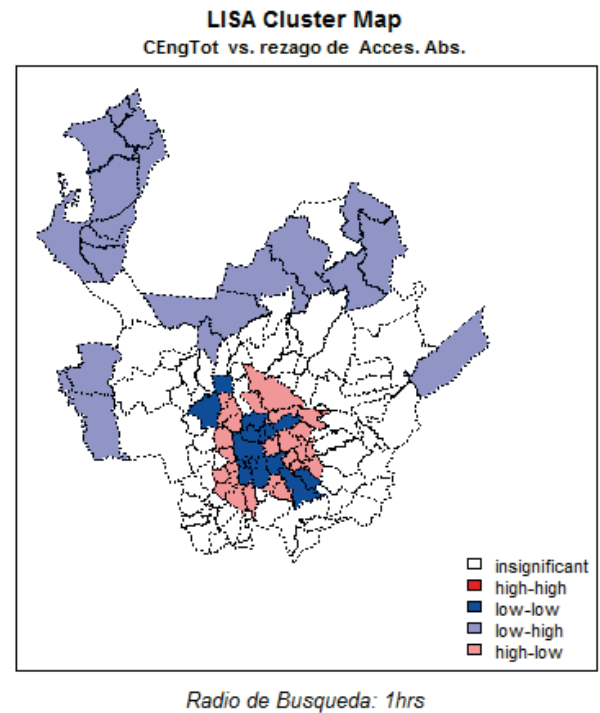 LISA Cluster Map
CEngTot vs. rezago de Acces. Abs.
insignificant
high-high
low-low
low-high
high-low
Radio de Busqueda: 1hrs